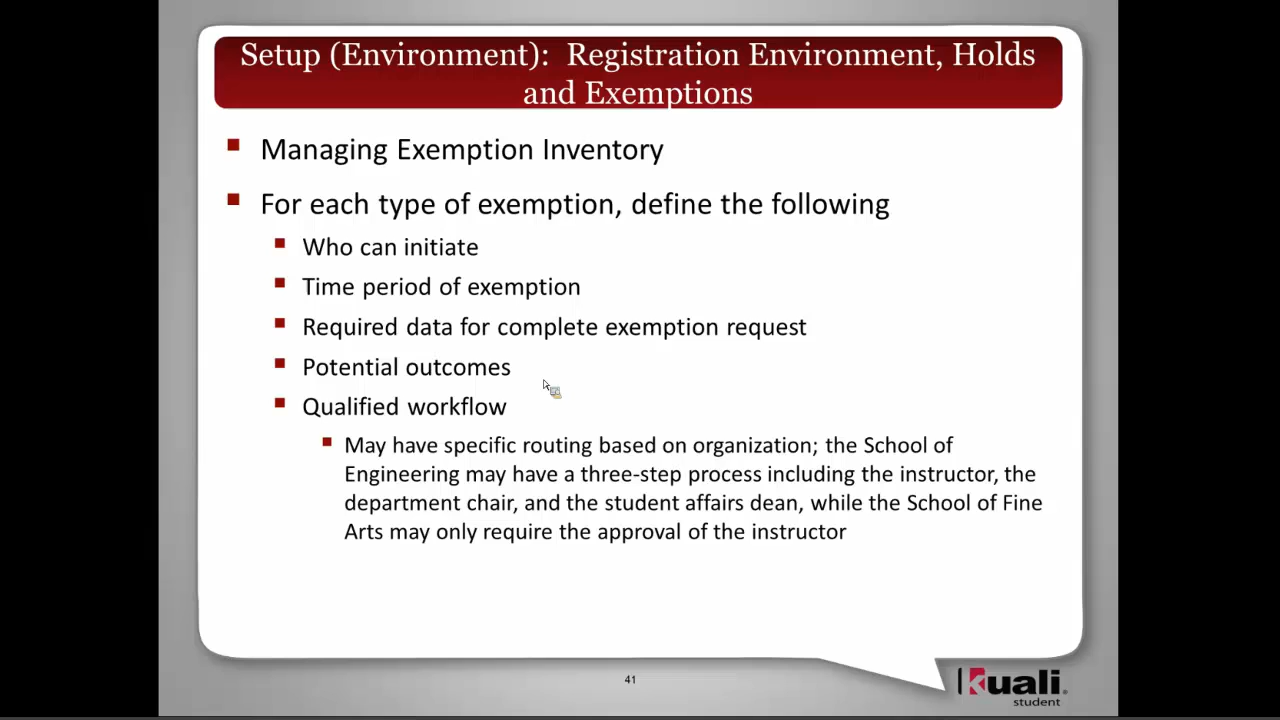 Setup (Environment):  Registration Environment, Holds
and Exemptions
Managing Exemption Inventory
For each type of exemption, define the following
Who can initiate
Time period of exemption
Required data for complete exemption request
Potential outcomes
Qualified workflow
May have specific routing based on organization; the School of
Engineering may have a three-step process including the instructor, the
department chair, and the student affairs dean, while the School of Fine
Arts may only require the approval of the instructor
41
kuali®
student